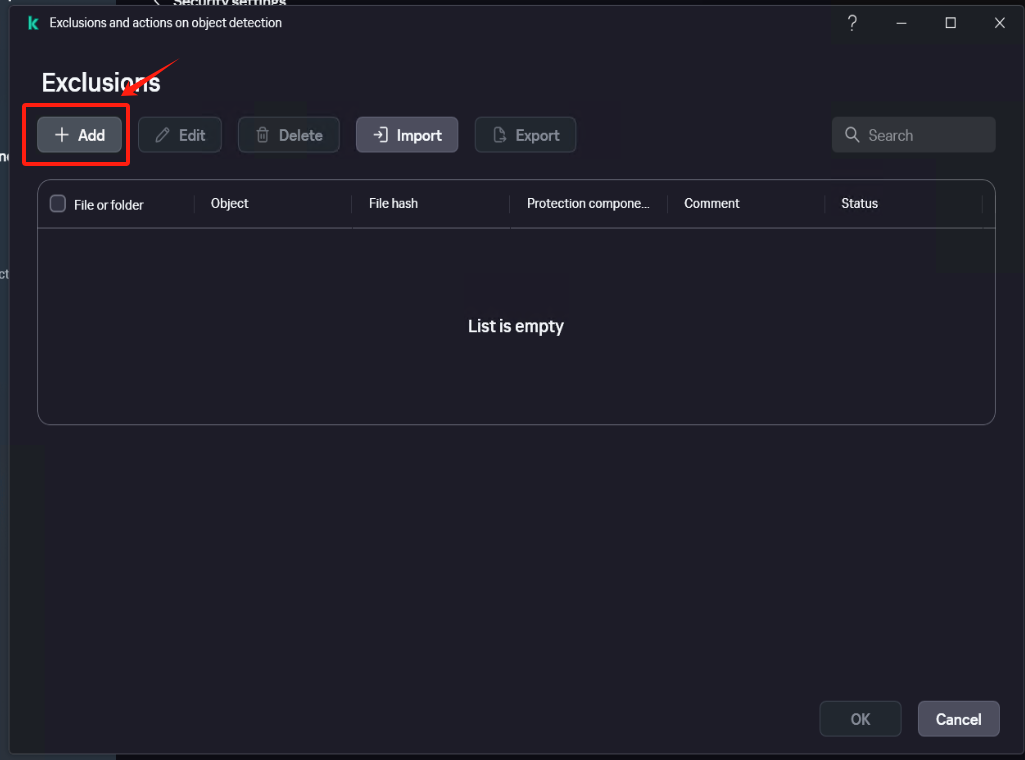 Security settings
Exclusions and actions on object detection
Exclusions
Add Edit Delete Import Export Search
File or folder Object File hash Protection compone... Comment Status
List is empty
OK Cancel